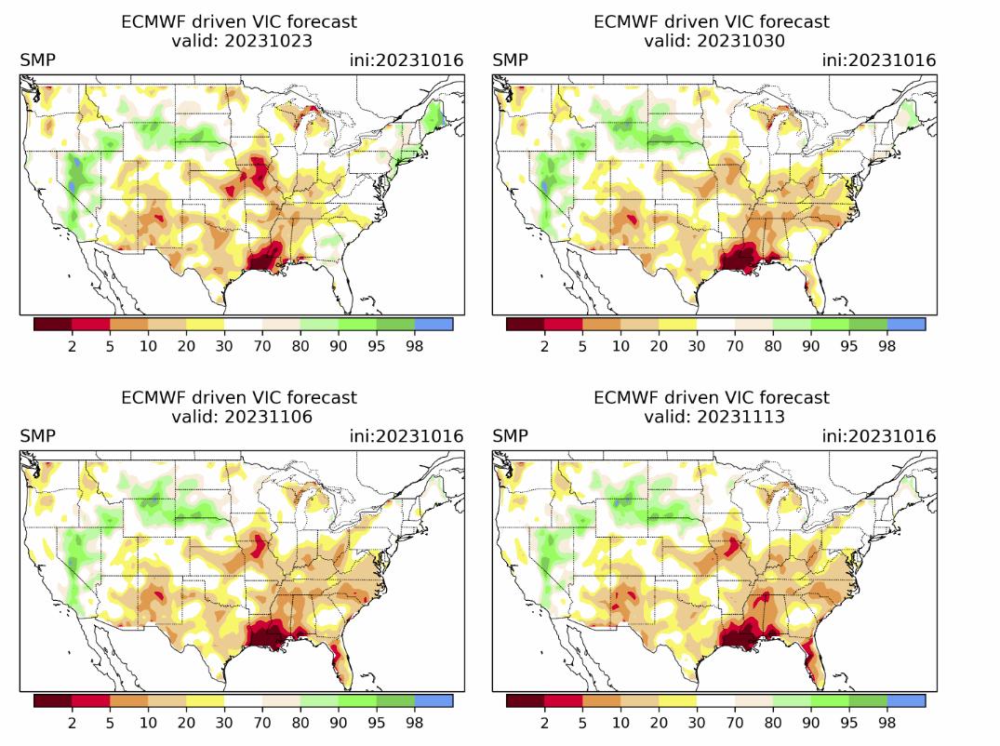 ECMWF driven VIC forecast
valid: 20231023
SMP ini:20231016
2 5 10 20 30 70 80 90 95 98
ECMWF driven VIC forecast
valid: 20231030
SMP ini:20231016
2 5 10 20 30 70 80 90 95 98
ECMWF driven VIC forecast
valid: 20231106
SMP ini:20231016
2 5 10 20 30 70 80 90 95 98
ECMWF driven VIC forecast
valid: 20231113
SMP ini:20231016
2 5 10 20 30 70 80 90 95 98